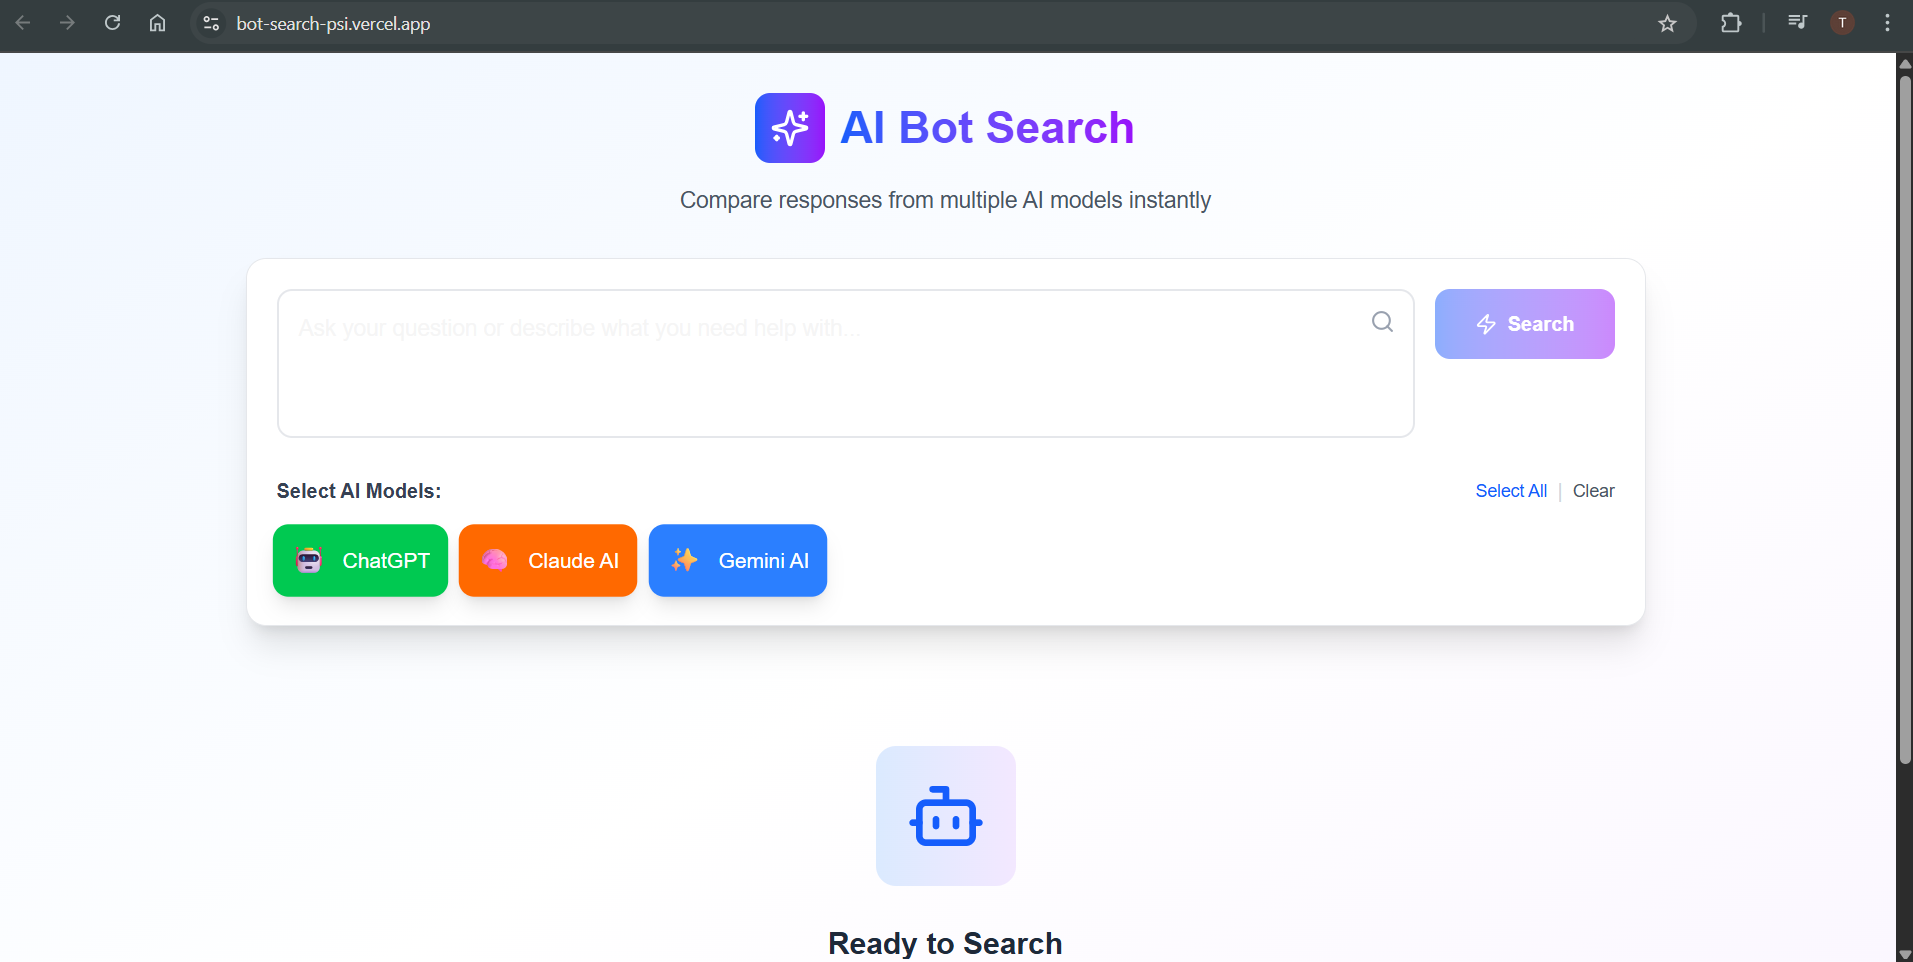 bot-search-psi.vercel.app
T
AI Bot Search
Compare responses from multiple AI models instantly
Ask your question or describe what you need help with...
Search
Select AI Models:
Select All | Clear
ChatGPT
Claude AI
Gemini AI
Ready to Search